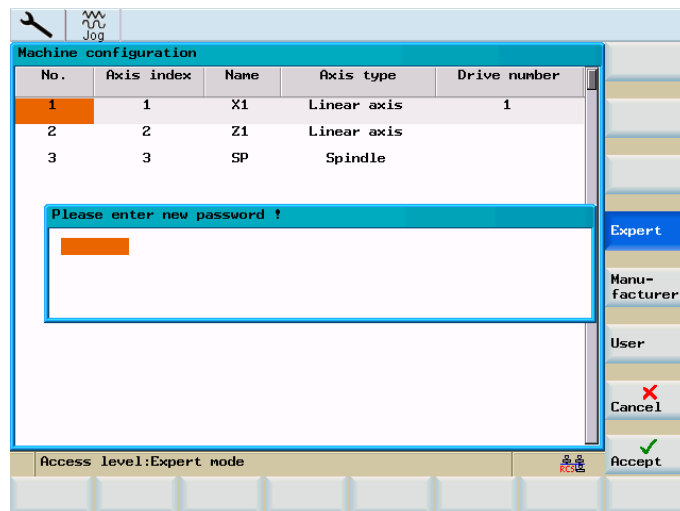 Jog
Machine configuration
No. Axis index Name Axis type Drive number
1 1 X1 Linear axis 1
2 2 Z1 Linear axis
3 3 SP Spindle
Please enter new password !
Expert
Manu-
facturer
User
Cancel
Accept
Access level:Expert mode
RCS